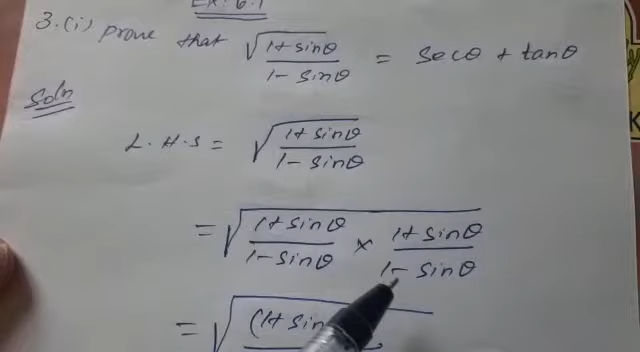 Ex: 6.1
3. (i) prove that √(1+sinθ / 1-sinθ) = secθ + tanθ
Soln
L.H.S = √(1+sinθ / 1-sinθ)
= √(1+sinθ / 1-sinθ × 1+sinθ / 1-sinθ)
= √(1+sin